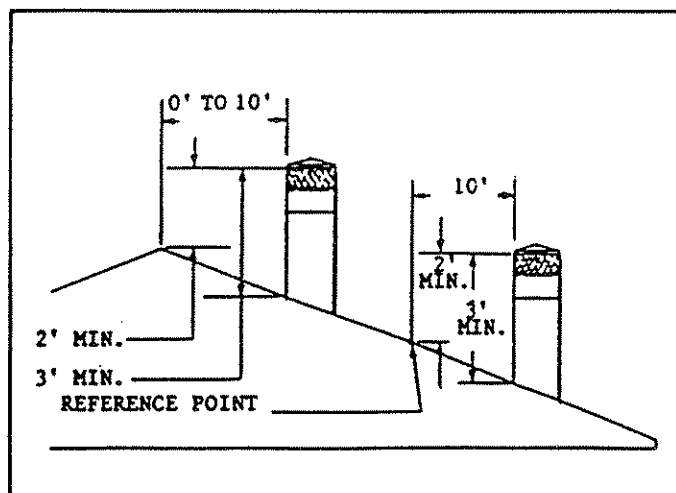 0' TO 10'
10'
2'
MIN.
3'
MIN.
2' MIN.
3' MIN.
REFERENCE POINT